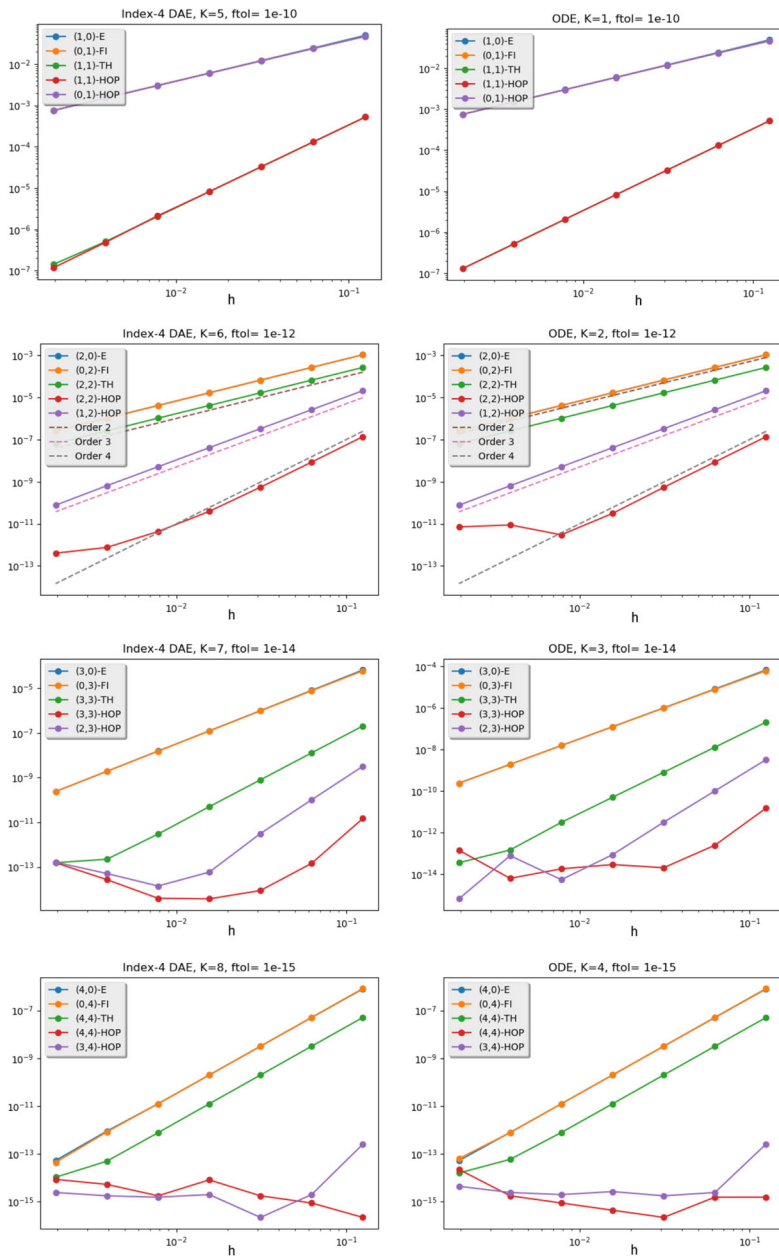 Index-4 DAE, K=5, ftol= 1e-10
10⁻²
10⁻³
10⁻⁴
10⁻⁵
10⁻⁶
10⁻⁷
(1,0)-E
(0,1)-FI
(1,1)-TH
(1,1)-HOP
(0,1)-HOP
10⁻²
10⁻¹
h
ODE, K=1, ftol= 1e-10
10⁻²
10⁻³
10⁻⁴
10⁻⁵
10⁻⁶
10⁻⁷
(1,0)-E
(0,1)-FI
(1,1)-TH
(1,1)-HOP
(0,1)-HOP
10⁻²
10⁻¹
h
Index-4 DAE, K=6, ftol= 1e-12
10⁻³
10⁻⁵
10⁻⁷
10⁻⁹
10⁻¹¹
10⁻¹³
(2,0)-E
(0,2)-FI
(2,2)-TH
(2,2)-HOP
(1,2)-HOP
Order 2
Order 3
Order 4
10⁻²
10⁻¹
h
ODE, K=2, ftol= 1e-12
10⁻³
10⁻⁵
10⁻⁷
10⁻⁹
10⁻¹¹
10⁻¹³
(2,0)-E
(0,2)-FI
(2,2)-TH
(2,2)-HOP
(1,2)-HOP
Order 2
Order 3
Order 4
10⁻²
10⁻¹
h
Index-4 DAE, K=7, ftol= 1e-14
10⁻⁵
10⁻⁷
10⁻⁹
10⁻¹¹
10⁻¹³
(3,0)-E
(0,3)-FI
(3,3)-TH
(3,3)-HOP
(2,3)-HOP
10⁻²
10⁻¹
h
ODE, K=3, ftol= 1e-14
10⁻⁴
10⁻⁶
10⁻⁸
10⁻¹⁰
10⁻¹²
10⁻¹⁴
(3,0)-E
(0,3)-FI
(3,3)-TH
(3,3)-HOP
(2,3)-HOP
10⁻²
10⁻¹
h
Index-4 DAE, K=8, ftol= 1e-15
10⁻⁷
10⁻⁹
10⁻¹¹
10⁻¹³
10⁻¹⁵
(4,0)-E
(0,4)-FI
(4,4)-TH
(4,4)-HOP
(3,4)-HOP
10⁻²
10⁻¹
h
ODE, K=4, ftol= 1e-15
10⁻⁷
10⁻⁹
10⁻¹¹
10⁻¹³
10⁻¹⁵
(4,0)-E
(0,4)-FI
(4,4)-TH
(4,4)-HOP
(3,4)-HOP
10⁻²
10⁻¹
h